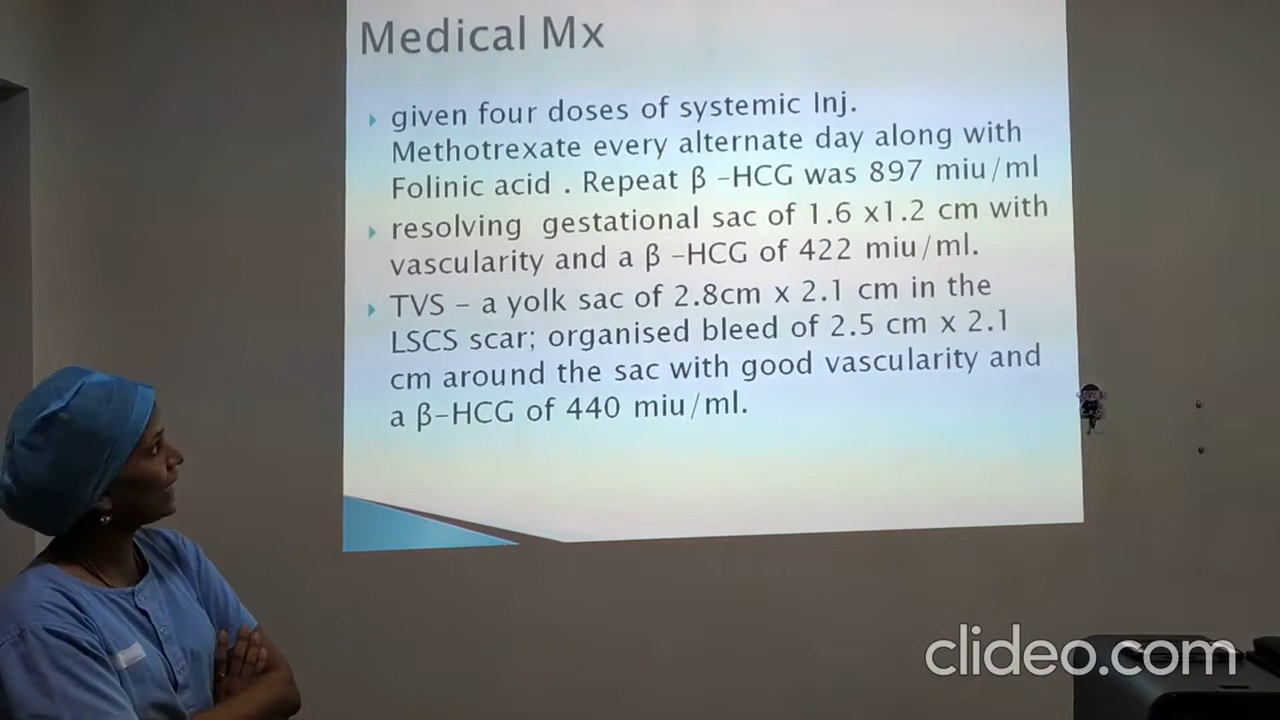 Medical Mx
given four doses of systemic Inj.
Methotrexate every alternate day along with
Folinic acid . Repeat β -HCG was 897 miu/ml
resolving gestational sac of 1.6 x1.2 cm with
vascularity and a β -HCG of 422 miu/ml.
TVS - a yolk sac of 2.8cm x 2.1 cm in the
LSCS scar; organised bleed of 2.5 cm x 2.1
cm around the sac with good vascularity and
a β-HCG of 440 miu/ml.
clideo.com